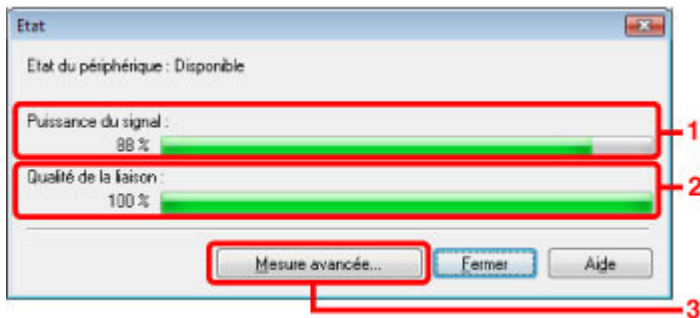 Etat
Etat du périphérique : Disponible
Puissance du signal :
88 %
1
Qualité de la liaison :
100 %
2
Mesure avancée... Fermer Aide
3